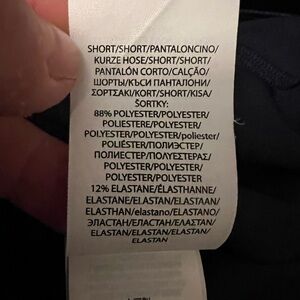 SHORT/SHORT/PANTALONCINO/
KURZE HOSE/SHORT/SHORT/
PANTALÓN CORTO/CALÇÃO/
ШОРТЫ/КЪСИ ПАНТАЛОНИ/
ΣΟΡΤΣΑΚΙ/KORT/SHORT/KISA/
ŠORTKY:
88% POLYESTER/POLYESTER/
POLIESTERE/POLYESTER/
POLYESTER/POLYESTER/poliester/
POLIÉSTER/ПОЛИЭСТЕР/
ПОЛИЕСТЕР/ΠΟΛΥΕΣΤΕΡΑΣ/
POLYESTER/POLYESTER/
POLYESTER/POLYESTER
12% ELASTANE/ÉLASTHANNE/
ELASTANE/ELASTAN/ELASTAAN/
ELASTHAN/elastano/ELASTANO/
ЭЛАСТАН/ЕЛАСТАН/ΕΛΑΣΤΑΝ/
ELASTAN/ELASTAN/ELASTAN/
ELASTAN